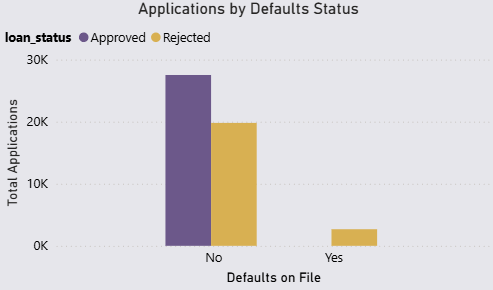 Applications by Defaults Status
loan_status Approved Rejected
30K
20K
10K
0K
Total Applications
No Yes
Defaults on File